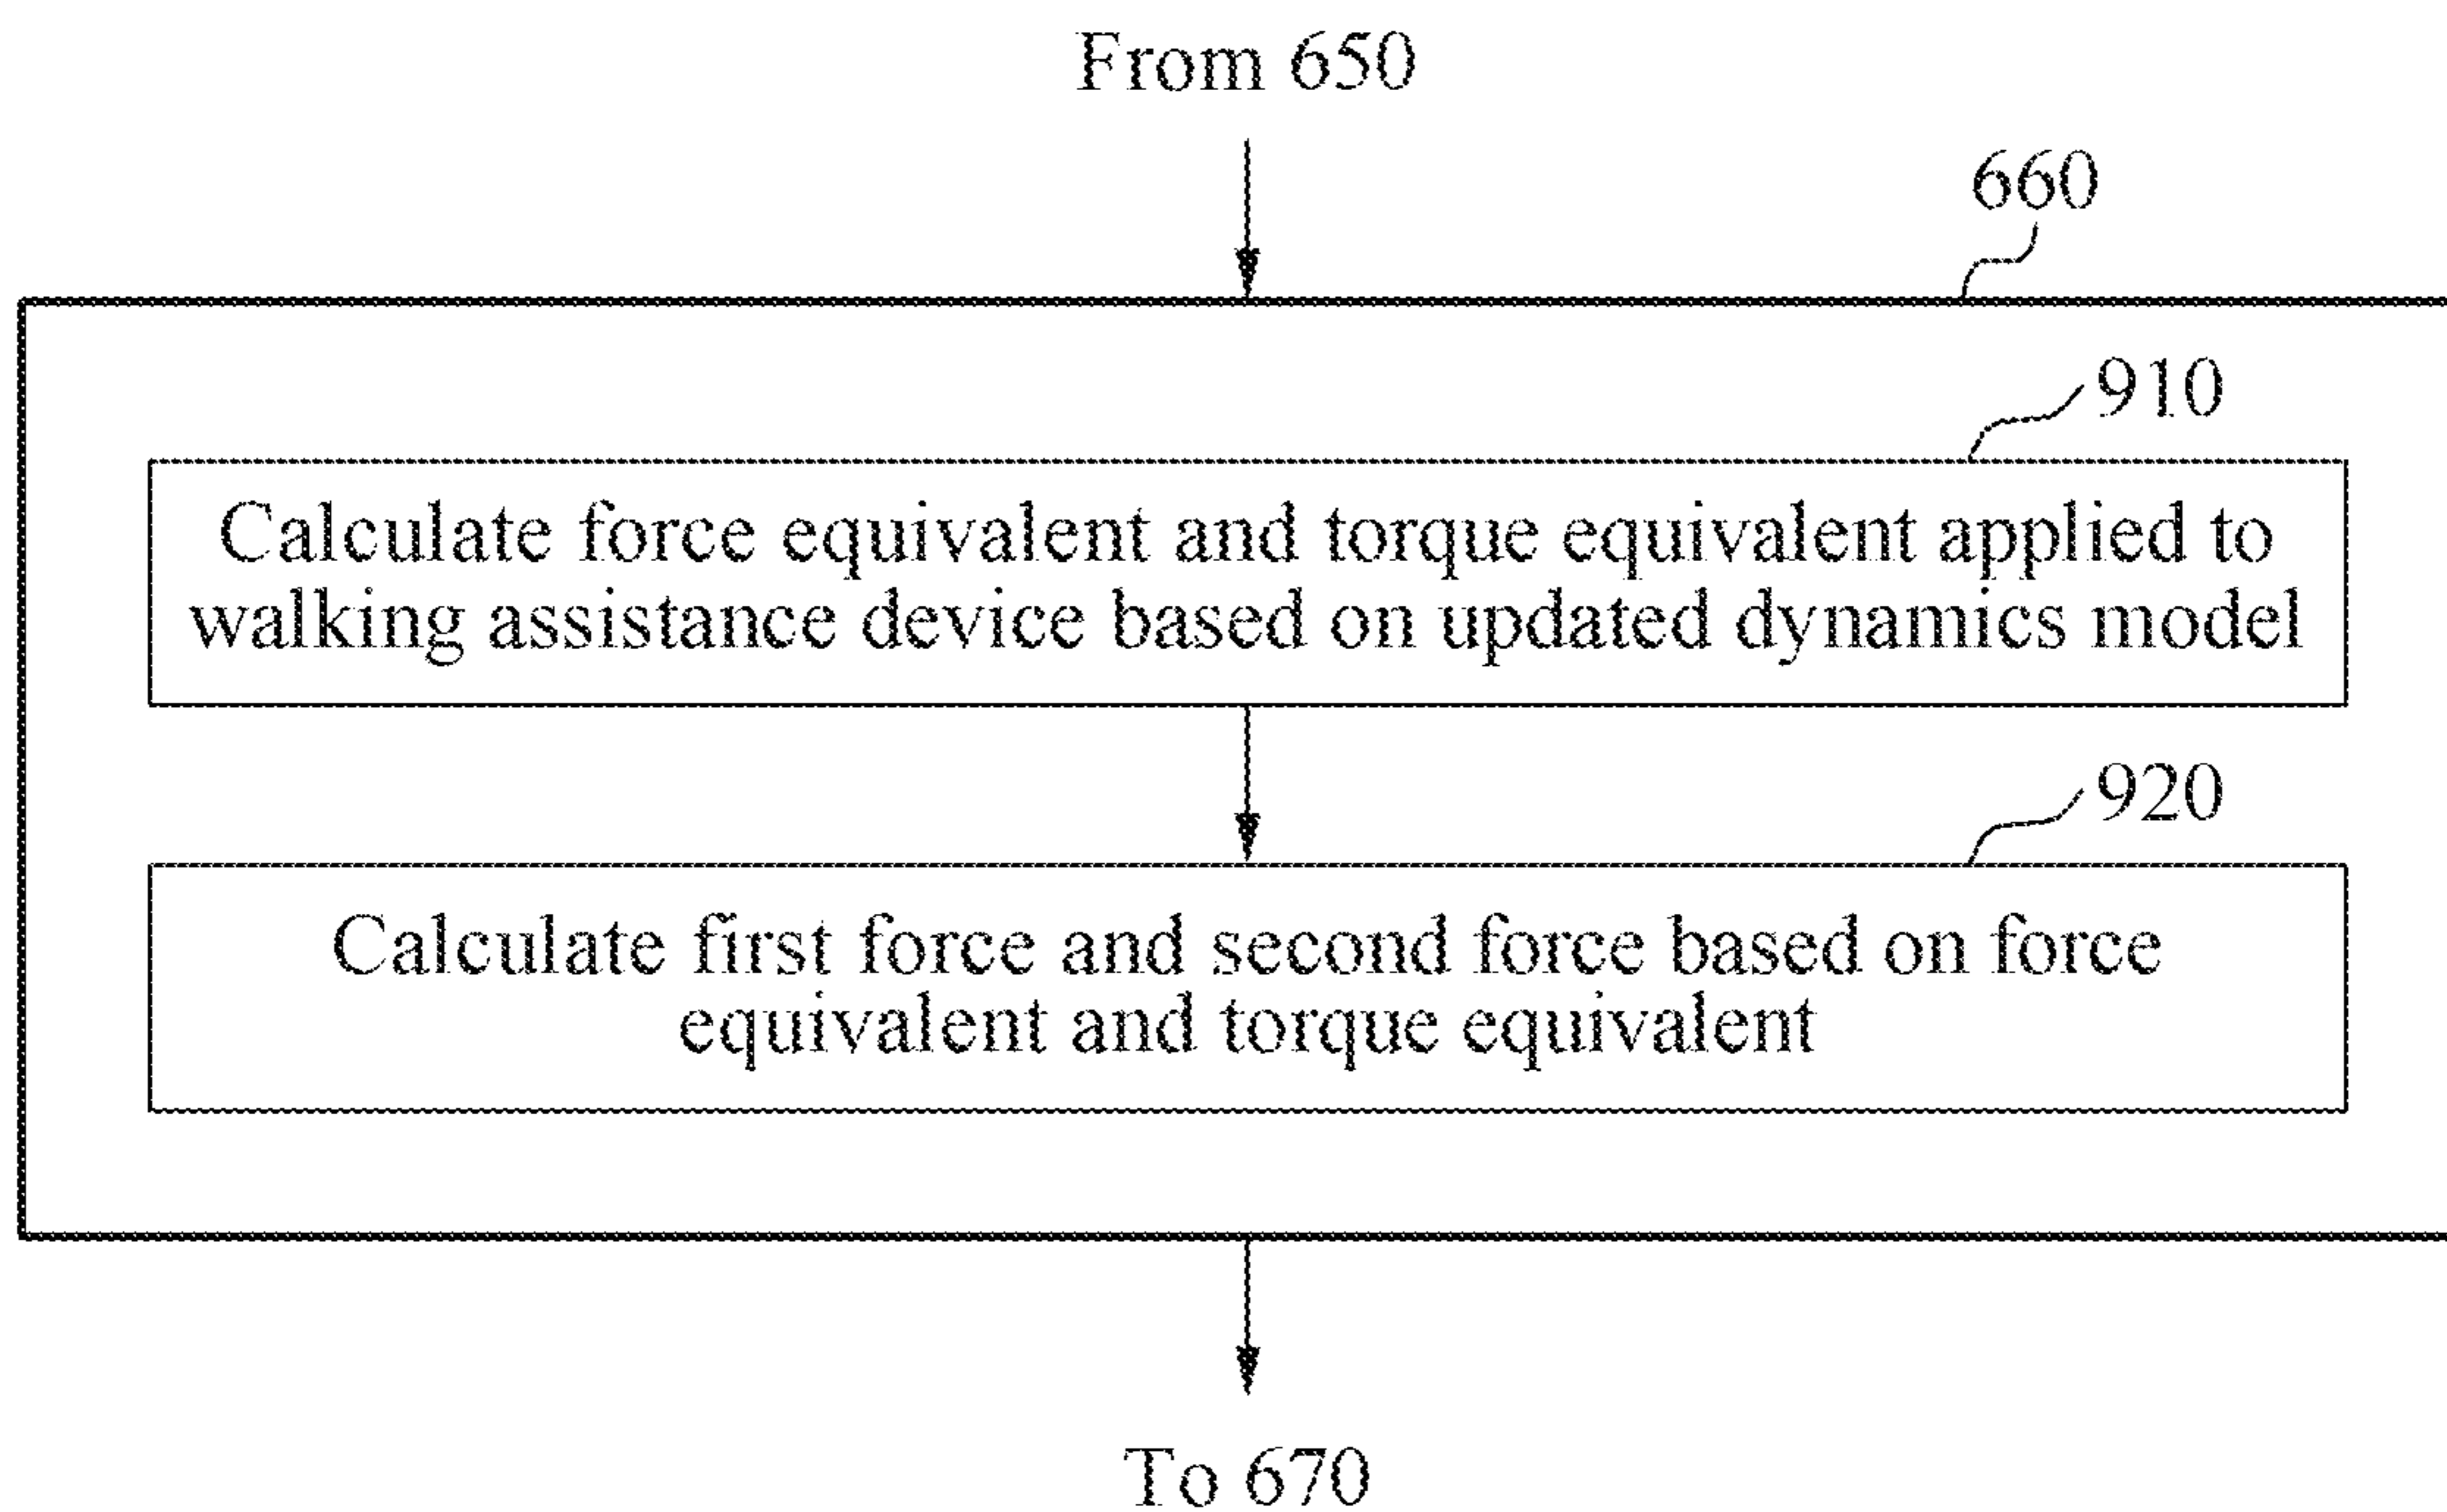 From 650
660
910
Calculate force equivalent and torque equivalent applied to
walking assistance device based on updated dynamics model
920
Calculate first force and second force based on force
equivalent and torque equivalent
To 670